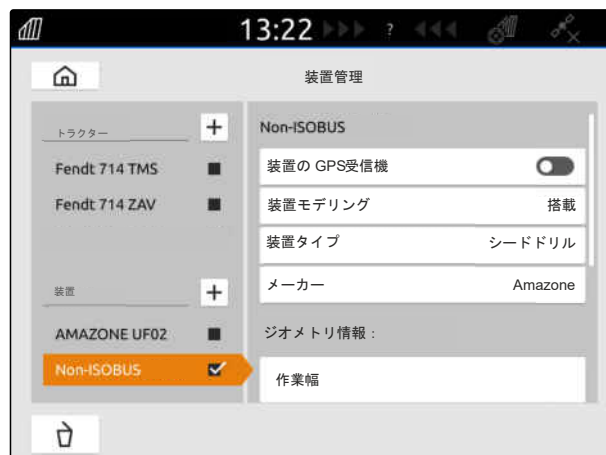 13:22 ?
装置管理
トラクター
Fendt 714 TMS
Fendt 714 ZAV
装置
AMAZONE UF02
Non-ISOBUS
Non-ISOBUS
装置の GPS受信機
装置モデリング 搭載
装置タイプ シードドリル
メーカー Amazone
ジオメトリ情報 :
作業幅